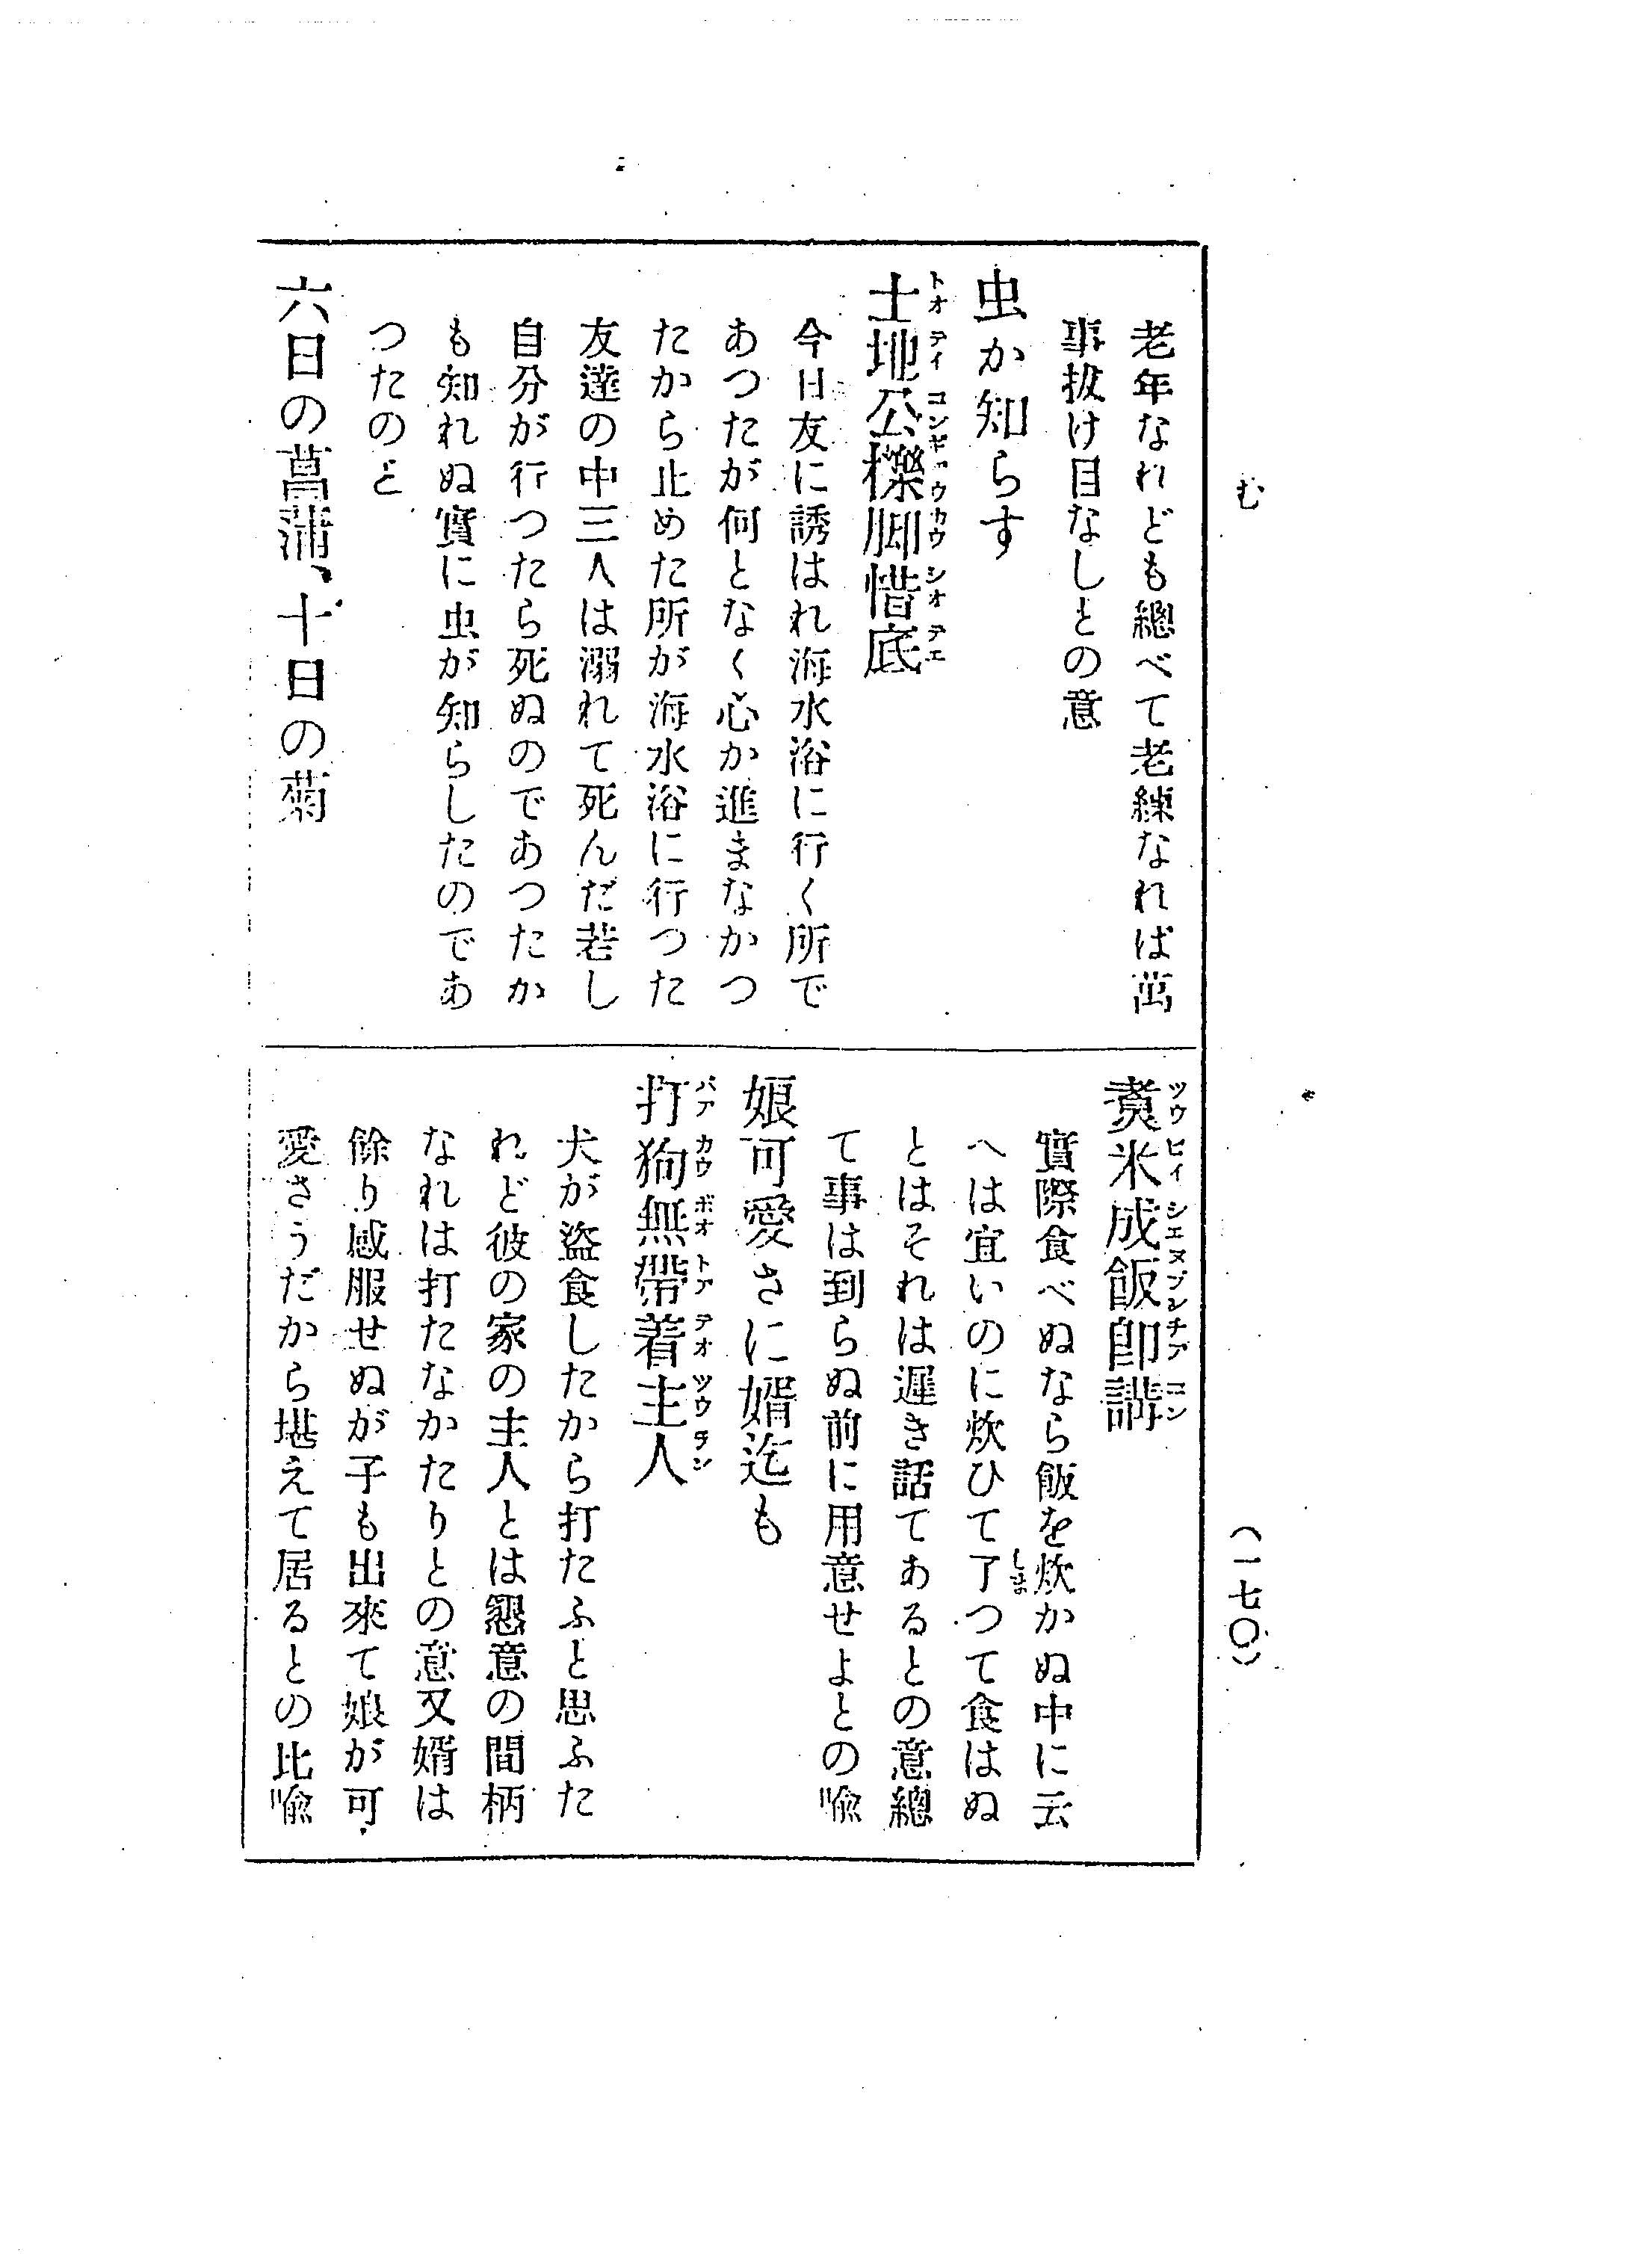 む
(一七〇)
老年なれども總べて老練なれば萬
事拔け目なしとの意
虫か知らす
トオ テイ コン ギヤウ カウ シオ テエ
土地公櫟脚惜底
今日友に誘はれ海水浴に行く所で
あつたが何となく心か進まなかつ
たから止めた所が海水浴に行つた
友達の中三人は溺れて死んだ若し
自分が行つたら死ぬのであつたか
も知れぬ實に虫が知らしたのであ
つたのと
六日の菖蒲、十日の菊
ツウ ビイ シエヌ プン チア コン
煮米成飯卽講
實際食べぬなら飯を炊かぬ中に云
へは宜いのに炊ひて了つて食はぬ
しま
とはそれは遲き話てあるとの意總
て事は到らぬ前に用意せよとの喩
娘可愛さに婿迄も
パア カウ ボオ トア テオ ツウ ヂン
打狗無帶着主人
犬が盜食したから打たふと思ふた
れど彼の家の主人とは懇意の間柄
なれは打たなかたりとの意又婿は
餘り感服せぬが子も出來て娘が可
愛さうだから堪えて居るとの比喩